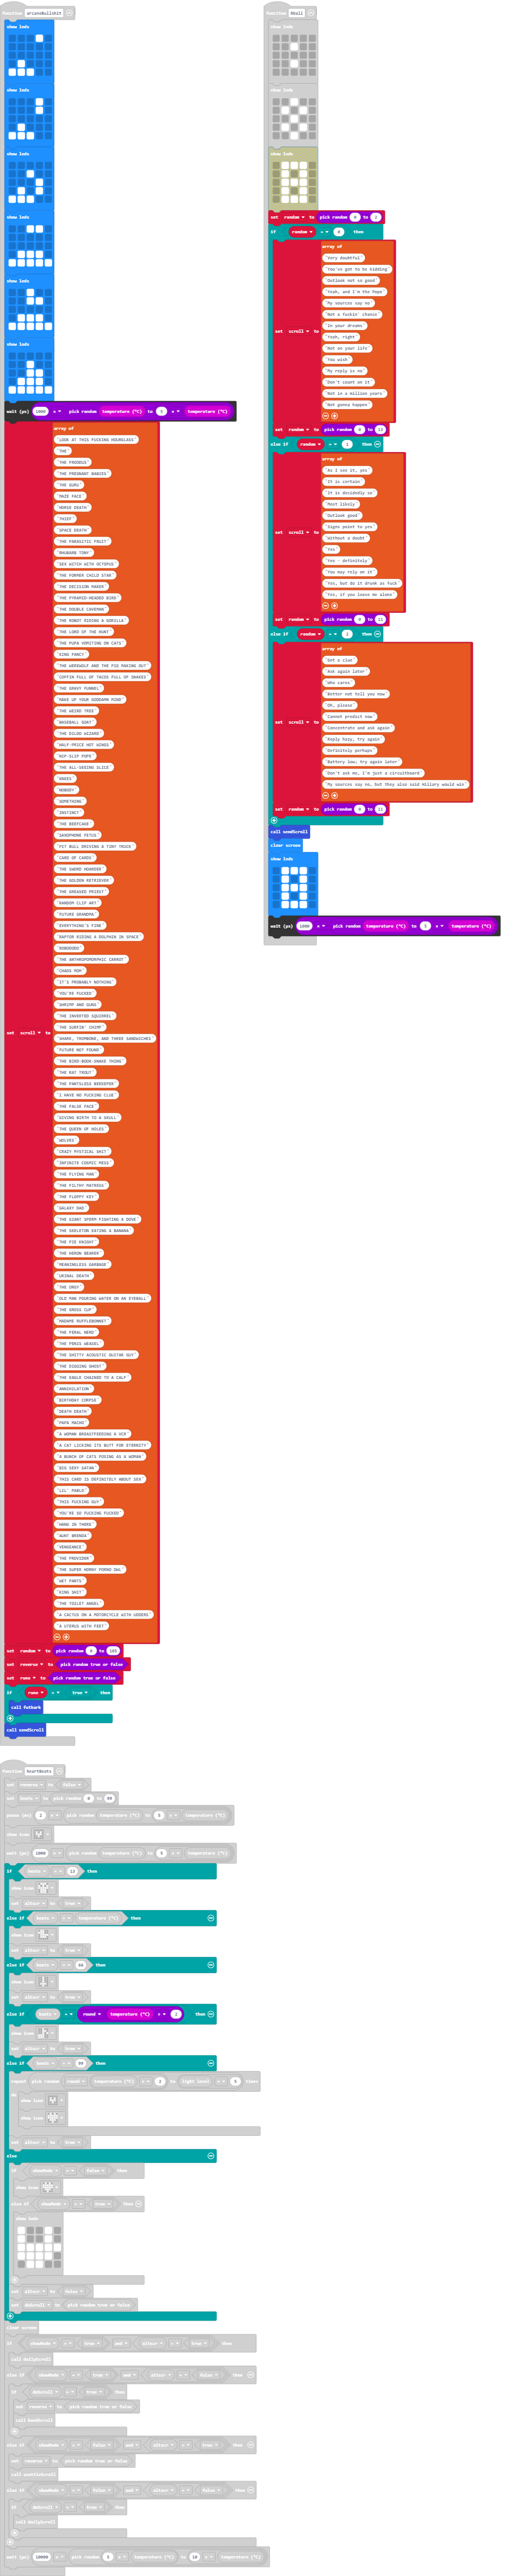 function arcaneBullshit
show leds
show leds
show leds
show leds
show leds
show leds
wait (µs) 1000 × pick random temperature (°C) to 5 × temperature (°C)
set scroll to
array of
"LOOK AT THIS FUCKING HOURGLASS"
"THE"
"THE PREGNANT BABIES"
"THE GURU"
"MAZE FACE"
"HORSE DEATH"
"THIEF"
"SPACE DEATH"
"THE PARASITIC FRUIT"
"RHUBARB TONY"
"SEX WITCH WITH OCTOPUS"
"THE FORMER CHILD STAR"
"THE DECISION MAKER"
"THE PYRAMID-HEADED BIRD"
"THE DOUBLE CAVEMAN"
"THE ROBOT RIDING A GORILLA"
"THE LORD OF THE HUNT"
"THE PUMA VOMITING ON CATS"
"KING FANCY"
"THE WEREWOLF AND THE PIG MAKING OUT"
"COFFIN FULL OF TACOS FULL OF SNAKES"
"THE GRAVY FUNNEL"
"MAKE UP YOUR GODDAMN MIND"
"THE WEIRD TREE"
"BASEBALL GORT"
"THE DILDO WIZARD"
"HALF-PRICE HOT WINGS"
"NIP-SLIP POPE"
"THE ALL-SEEING SLICE"
"KNEES"
"NOBODY"
"SOMETHING"
"INSTINCT"
"THE BEEFCAKE"
"SAXOPHONE FETUS"
"PIT BULL DRIVING A TINY TRUCK"
"CARD OF CARDS"
"THE SWORD HOARDER"
"THE GOLDEN RETRIEVER"
"THE GREASED PRIEST"
"RANDOM CLIP ART"
"FUTURE GRANDPA"
"EVERYTHING'S FINE"
"RAPTOR RIDING A DOLPHIN IN SPACE"
"THE ANTHROPOMORPHIC CARROT"
"CHAOS MOM"
"IT'S PROBABLY NOTHING"
"YOU'RE FUCKED"
"SHRIMP AND GUNS"
"THE INVERTED SQUIRREL"
"THE SURFIN' CHIMP"
"SHARK, TROMBONE, AND THREE SANDWICHES"
"FUTURE NOT FOUND"
"THE BIRD-BOOB SNAKE THING"
"THE RAT TROUT"
"THE PANTSLESS BEEKEEPER"
"I HAVE NO FUCKING CLUE"
"THE FALSE FACE"
"GIVING BIRTH TO A SKULL"
"THE QUEEN OF HOLES"
"WOLVES"
"CRAZY MYSTICAL SHIT"
"INFINITE COSMIC MESS"
"THE FLYING MAN"
"THE FILTHY MATRESS"
"THE FLOPPY KEY"
"GALAXY DAD"
"THE GIANT SPERM FIGHTING A DOVE"
"THE SKELETON EATING A BANANA"
"THE PIE KNIGHT"
"THE HERON BEARER"
"MEANINGLESS GARBAGE"
"URINAL DEATH"
"THE ORGY"
"OLD MAN POURING WATER ON AN EYEBALL"
"THE GROSS CUP"
"MADAME RUFFLEBONNET"
"THE FERAL NERD"
"THE PENIS WEASEL"
"THE SHITTY ACOUSTIC GUITAR GUY"
"THE DIGGING GHOST"
"THE EAGLE CHAINED TO A CALF"
"ANNIHILATION"
"BIRTHDAY CORPSE"
"DEATH DEATH"
"PAPA MACHO"
"A WOMAN BREASTFEEDING A VCR"
"A CAT LICKING ITS BUTT FOR ETERNITY"
"A BUNCH OF CATS POSING AS A WOMAN"
"BIG SEXY SATAN"
"THIS CARD IS DEFINITELY ABOUT SEX"
"LIL' PABLO"
"THIS FUCKING GUY"
"YOU'RE SO FUCKING FUCKED"
"HANG IN THERE"
"AUNT BRENDA"
"VENGEANCE"
"THE PROVIDER"
"THE SUPER HORNY PORNO OWL"
"WET PANTS"
"KING SHIT"
"THE TOILET ANGEL"
"A CACTUS ON A MOTORCYCLE WITH UDDERS"
"A UTERUS WITH FEET"
set random to pick random 0 to 103
set reverse to pick random true or false
set rune to pick random true or false
if rune = true then
call futhark
call sendScroll
function 8ball
show leds
show leds
show leds
set random to pick random 0 to 2
if random = 0 then
set scroll to
array of
"Very doubtful"
"You've got to be kidding"
"Outlook not so good"
"Yeah, and I'm the Pope"
"My sources say no"
"Not a fuckin' chance"
"In your dreams"
"Yeah, right"
"Not on your life"
"You wish"
"My reply is no"
"Don't count on it"
"Not in a million years"
"Not gonna happen"
set random to pick random 0 to 13
else if random = 1 then
set scroll to
array of
"As I see it, yes"
"It is certain"
"It is decidedly so"
"Most likely"
"Outlook good"
"Signs point to yes"
"Without a doubt"
"Yes"
"Yes - definitely"
"You may rely on it"
"Yes, but do it drunk as fuck"
"Yes, if you leave me alone"
set random to pick random 0 to 11
else if random = 2 then
set scroll to
array of
"Get a clue"
"Ask again later"
"Who cares"
"Better not tell you now"
"Oh, please"
"Cannot predict now"
"Concentrate and ask again"
"Reply hazy, try again"
"Definitely perhaps"
"Battery low; try again later"
"Don't ask me, I'm just a circuitboard"
"My sources say no, but they also said Hillary would win"
set random to pick random 0 to 11
call sendScroll
clear screen
show leds
wait (µs) 1000 × pick random temperature (°C) to 5 × temperature (°C)
function heartBeats
set reverse to false
set beats to pick random 0 to 99
pause (ms) 2 × pick random temperature (°C) to 5 × temperature (°C)
show icon
wait (µs) 1000 × pick random temperature (°C) to 5 × temperature (°C)
if beats = 13 then
show icon
set altscr to true
else if beats = temperature (°C) then
show icon
set altscr to true
else if beats = 66 then
show icon
set altscr to true
else if beats = round temperature (°C) ÷ 2 then
show icon
set altscr to true
else if beats = 99 then
repeat pick random round temperature (°C) ÷ 2 to light level ÷ 5 times
do
show icon
show icon
set altscr to true
else
if showMode = false then
show icon
else if showMode = true then
show leds
set altscr to false
set doScroll to pick random true or false
clear screen
if showMode = true and altscr = true then
call dollyScroll
else if showMode = true and altscr = false then
if doScroll = true then
set reverse to pick random true or false
call sendScroll
else if showMode = false and altscr = true then
set reverse to pick random true or false
else if showMode = false and altscr = false then
if doScroll = true then
call dollyScroll
wait (µs) 10000 × pick random 5 × temperature (°C) to 10 × temperature (°C)